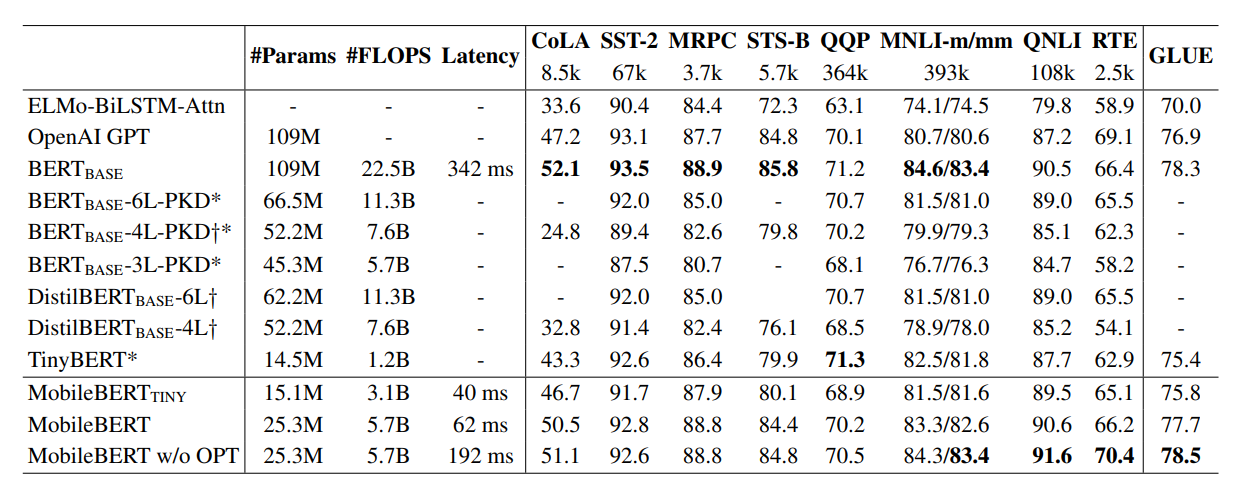 #Params #FLOPS Latency CoLA SST-2 MRPC STS-B QQP MNLI-m/mm QNLI RTE GLUE
8.5k 67k 3.7k 5.7k 364k 393k 108k 2.5k
ELMo-BiLSTM-Attn - - - 33.6 90.4 84.4 72.3 63.1 74.1/74.5 79.8 58.9 70.0
OpenAI GPT 109M - - 47.2 93.1 87.7 84.8 70.1 80.7/80.6 87.2 69.1 76.9
BERTBASE 109M 22.5B 342 ms 52.1 93.5 88.9 85.8 71.2 84.6/83.4 90.5 66.4 78.3
BERTBASE-6L-PKD* 66.5M 11.3B - - 92.0 85.0 - 70.7 81.5/81.0 89.0 65.5 -
BERTBASE-4L-PKD†* 52.2M 7.6B - 24.8 89.4 82.6 79.8 70.2 79.9/79.3 85.1 62.3 -
BERTBASE-3L-PKD* 45.3M 5.7B - - 87.5 80.7 - 68.1 76.7/76.3 84.7 58.2 -
DistilBERTBASE-6L† 62.2M 11.3B - - 92.0 85.0 70.7 81.5/81.0 89.0 65.5 -
DistilBERTBASE-4L† 52.2M 7.6B - 32.8 91.4 82.4 76.1 68.5 78.9/78.0 85.2 54.1 -
TinyBERT* 14.5M 1.2B - 43.3 92.6 86.4 79.9 71.3 82.5/81.8 87.7 62.9 75.4
MobileBERTTINY 15.1M 3.1B 40 ms 46.7 91.7 87.9 80.1 68.9 81.5/81.6 89.5 65.1 75.8
MobileBERT 25.3M 5.7B 62 ms 50.5 92.8 88.8 84.4 70.2 83.3/82.6 90.6 66.2 77.7
MobileBERT w/o OPT 25.3M 5.7B 192 ms 51.1 92.6 88.8 84.8 70.5 84.3/83.4 91.6 70.4 78.5